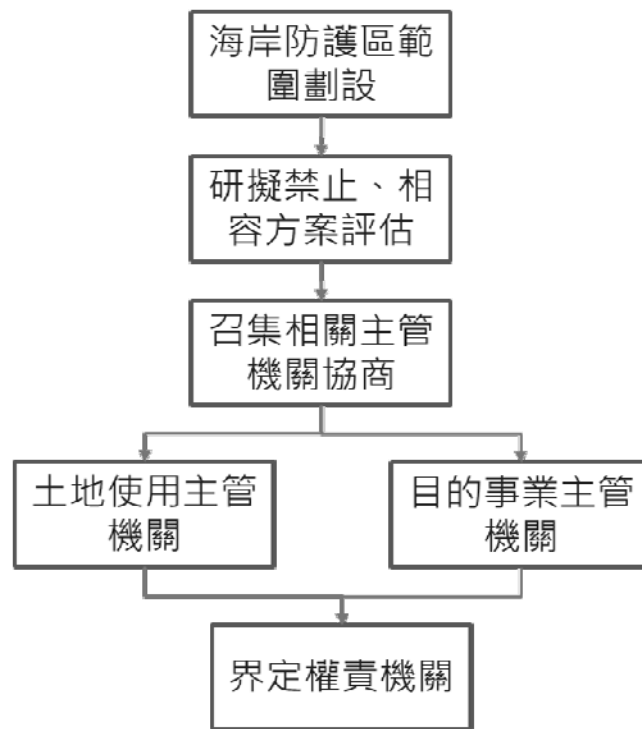 海岸防護區範
圍劃設
研擬禁止、相
容方案評估
召集相關主管
機關協商
土地使用主管
機關
目的事業主管
機關
界定權責機關